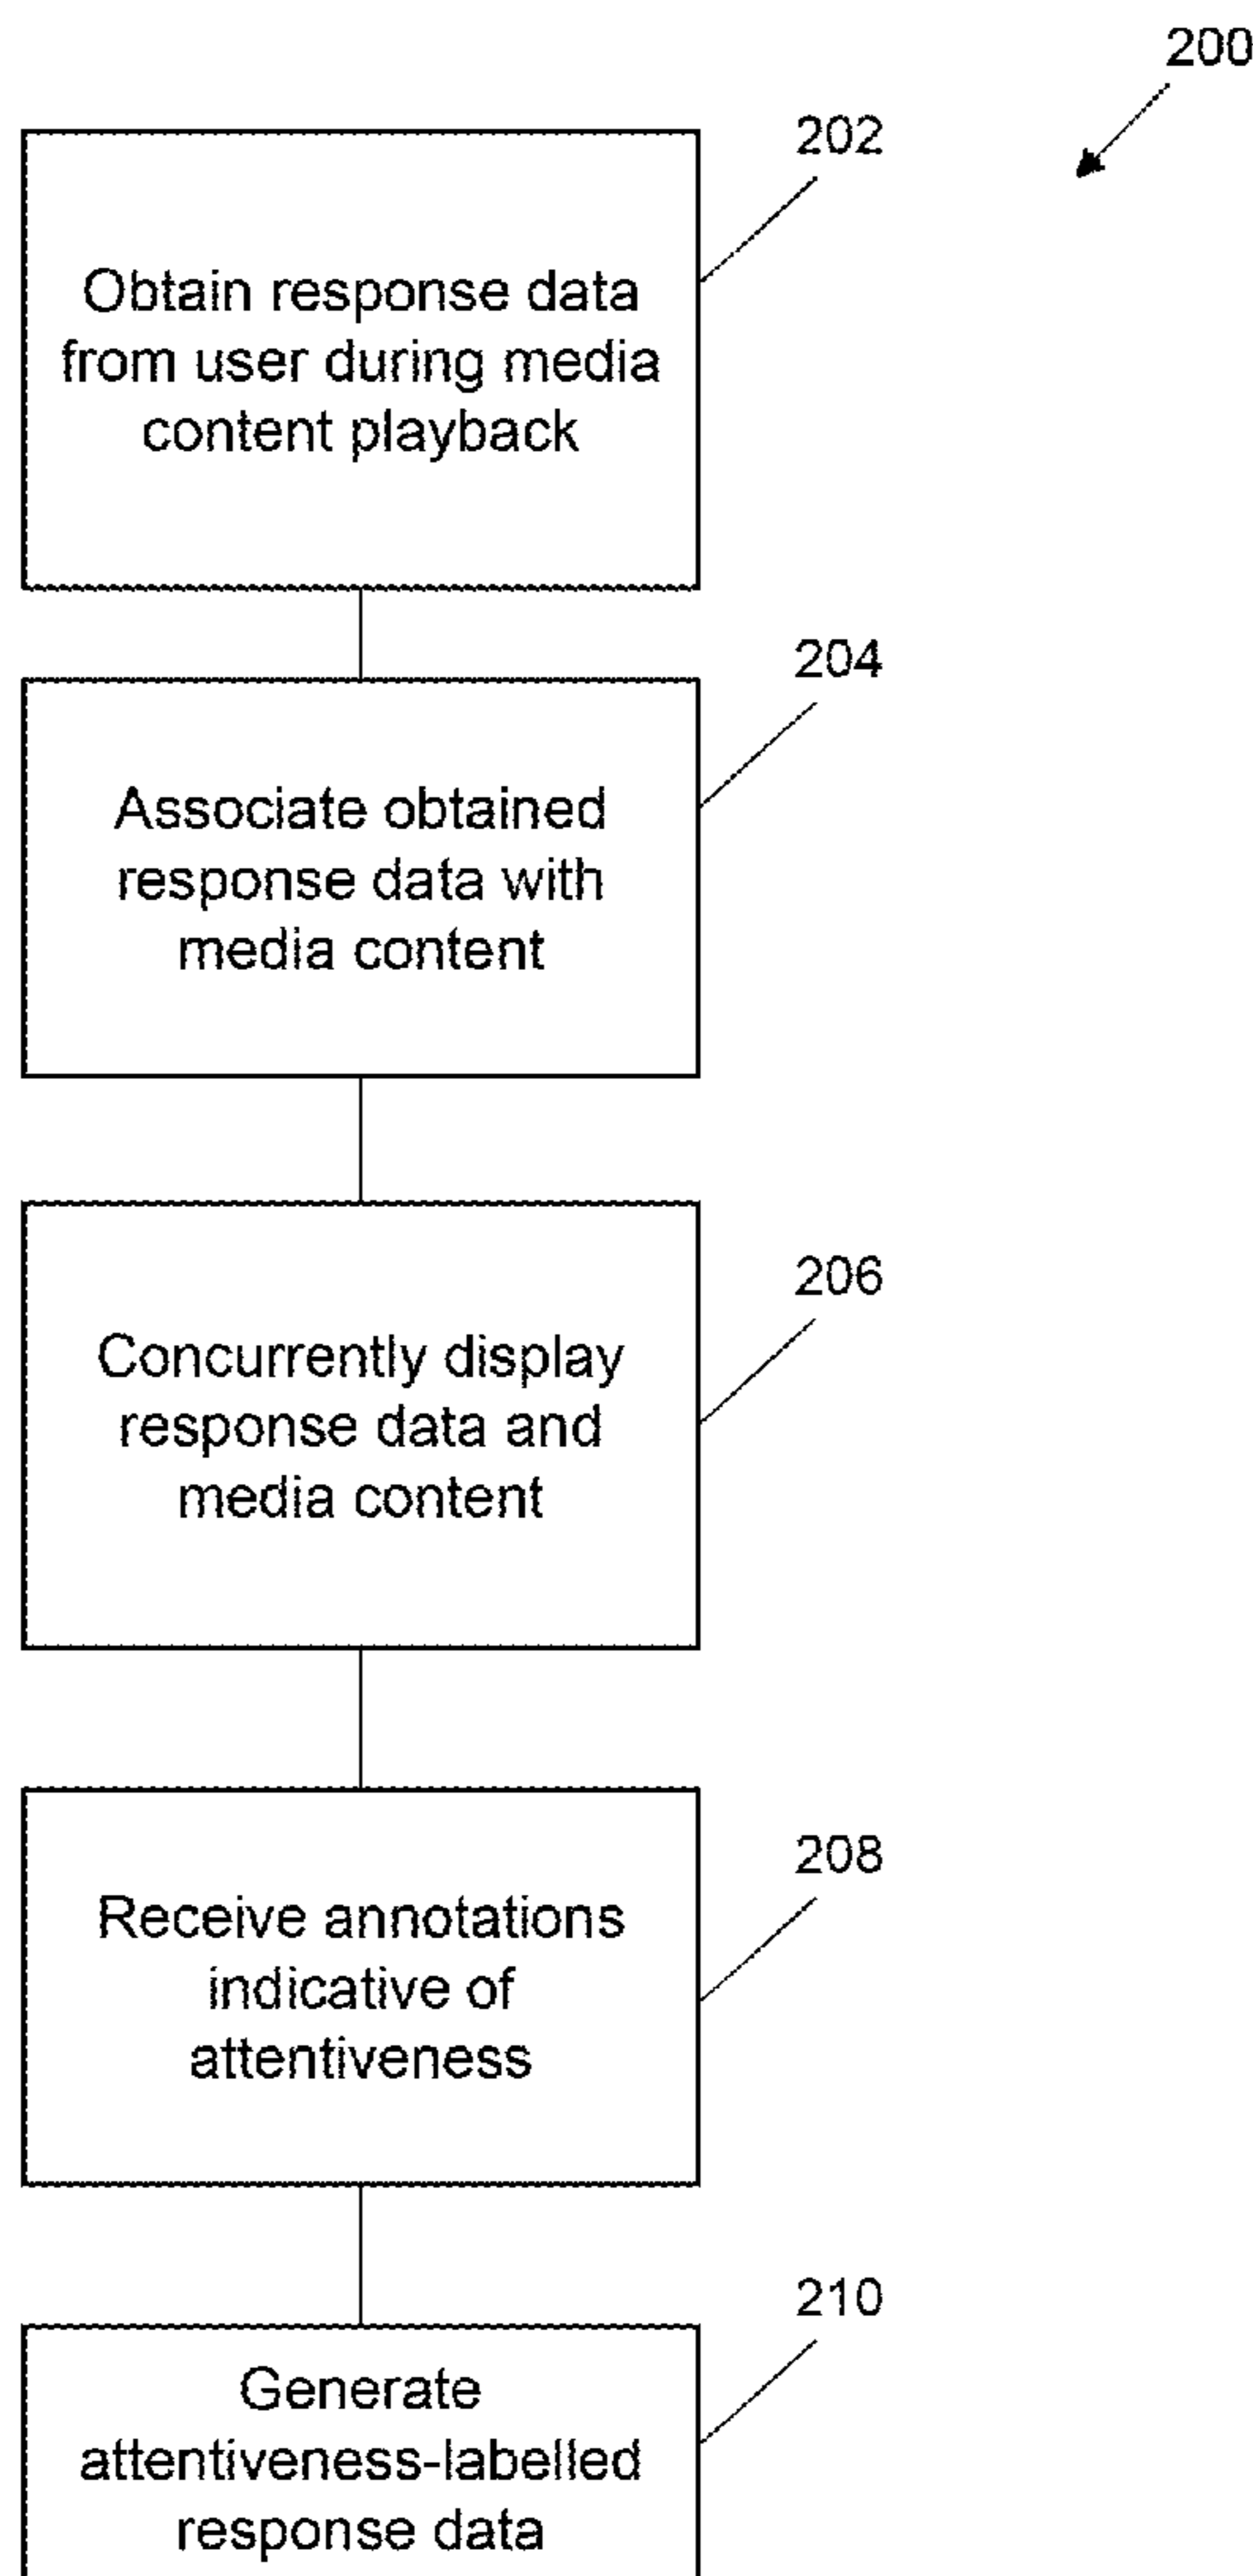 200
202
Obtain response data
from user during media
content playback
204
Associate obtained
response data with
media content
206
Concurrently display
response data and
media content
208
Receive annotations
indicative of
attentiveness
210
Generate
attentiveness-labelled
response data